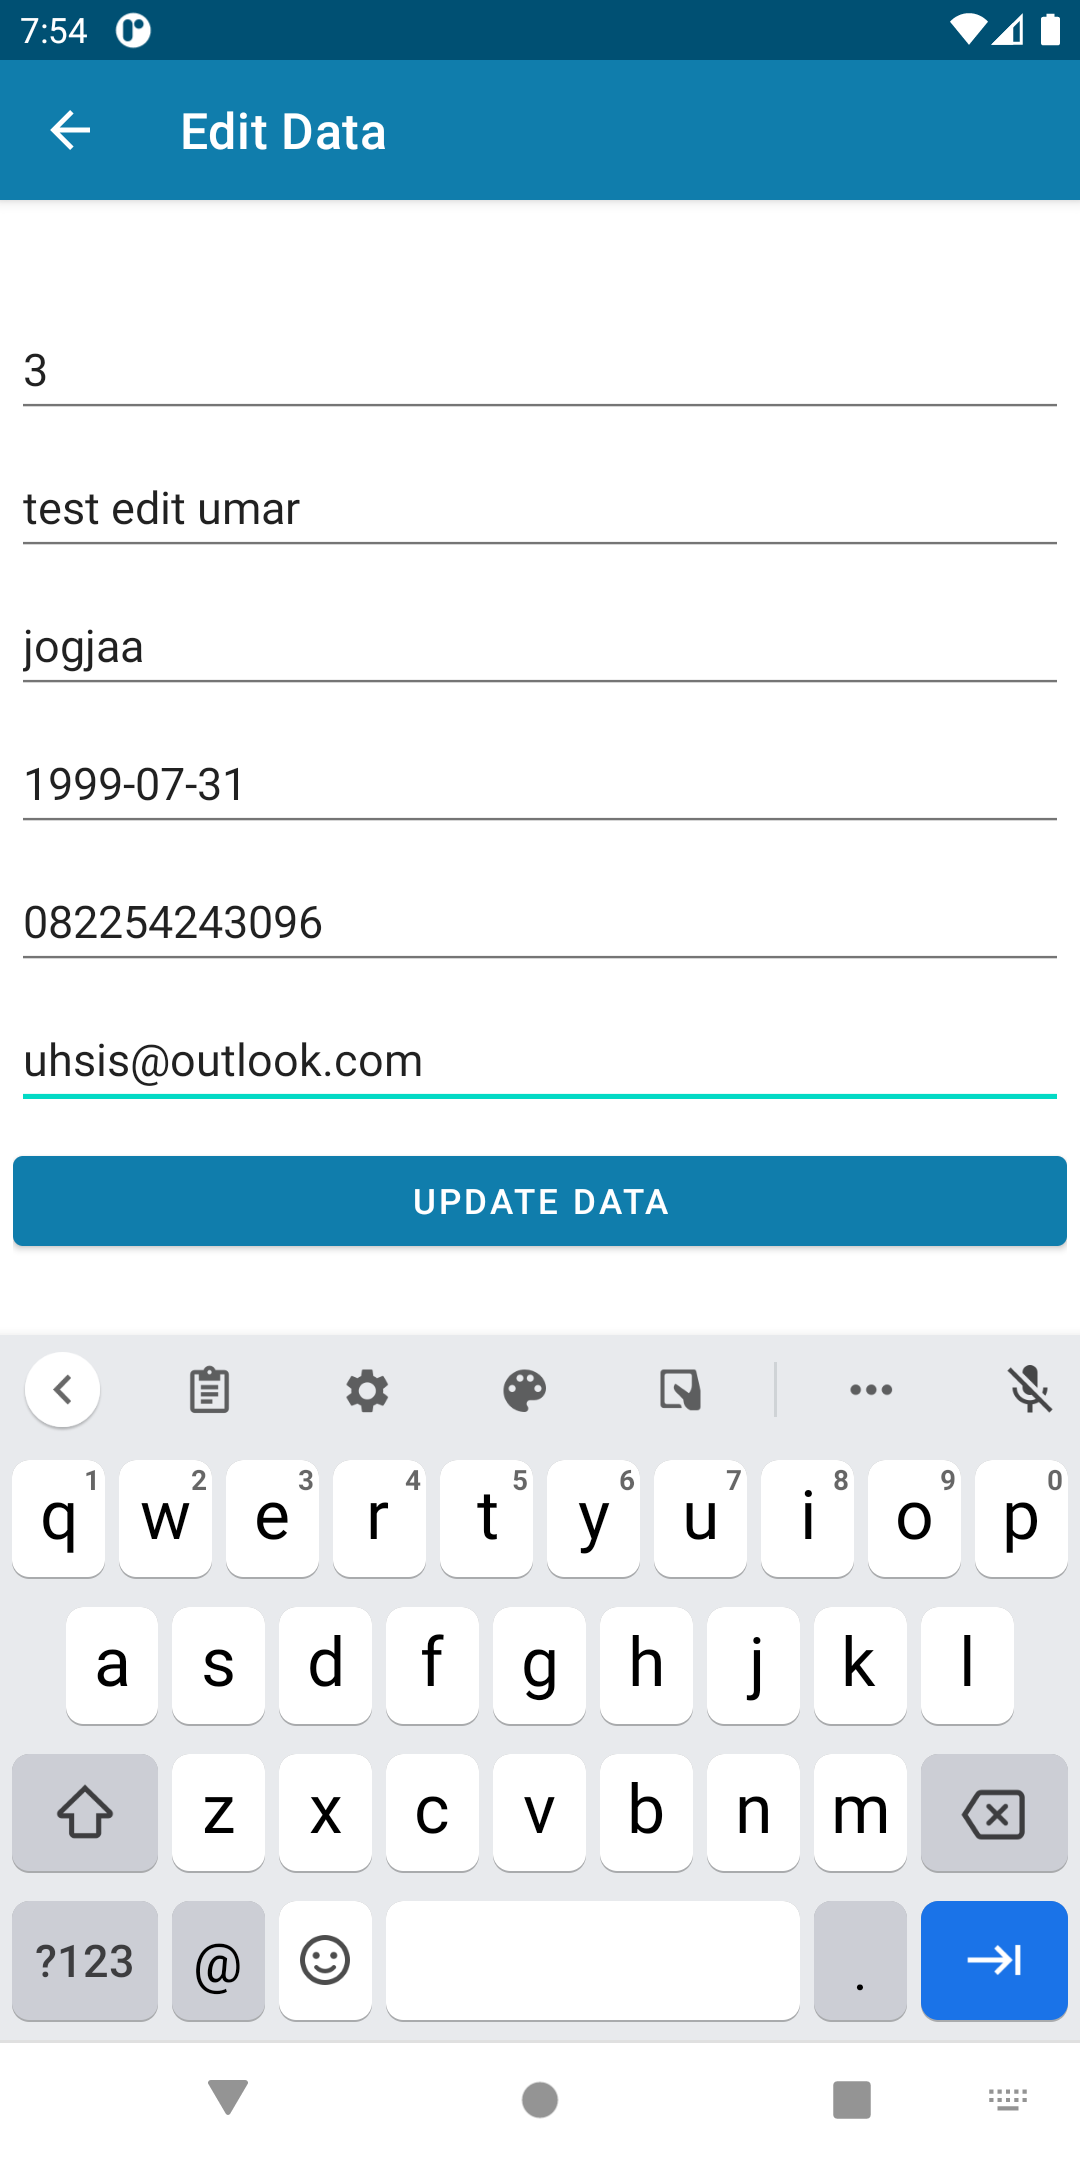 7:54
Edit Data
3
test edit umar
jogjaa
1999-07-31
082254243096
uhsis@outlook.com
UPDATE DATA
q 1 w 2 e 3 r 4 t 5 y 6 u 7 i 8 o 9 p 0
a s d f g h j k l
z x c v b n m
?123 @ .